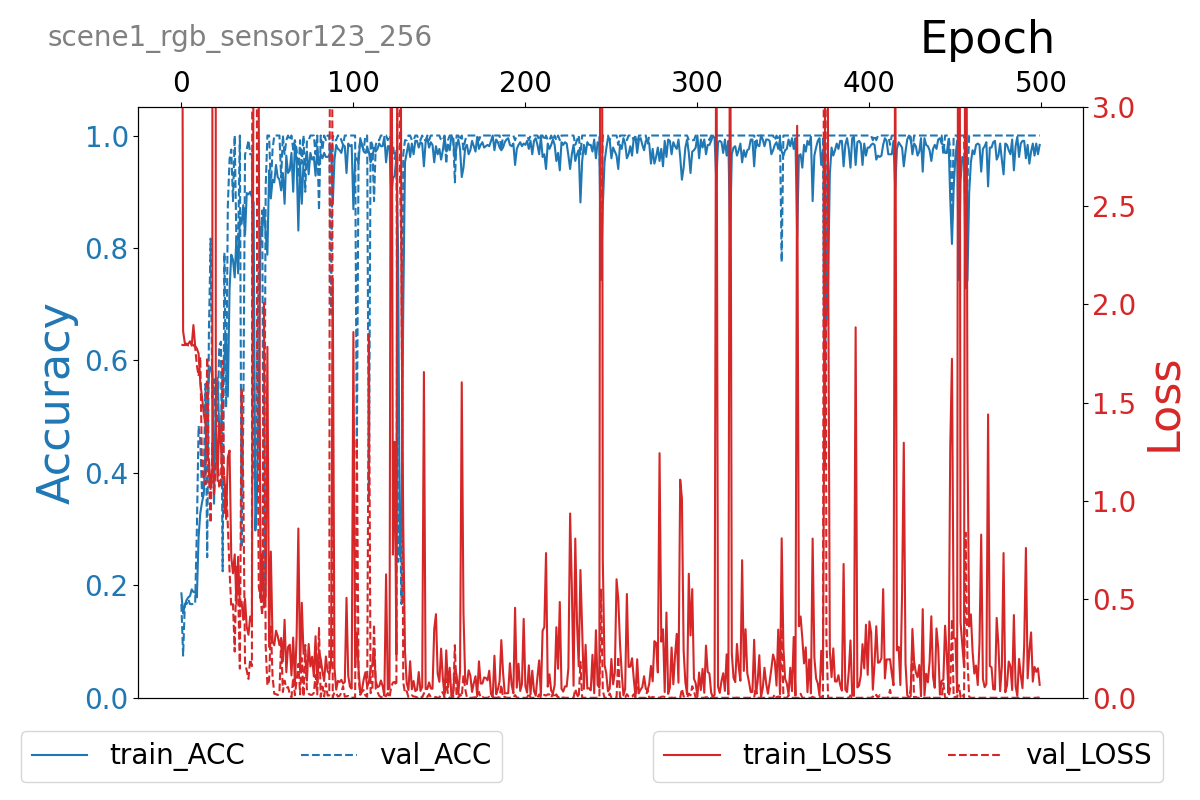 scene1_rgb_sensor123_256
Epoch
0 100 200 300 400 500
Accuracy
1.0
0.8
0.6
0.4
0.2
0.0
3.0
2.5
2.0
1.5
1.0
0.5
0.0
Loss
train_ACC val_ACC
train_LOSS val_LOSS